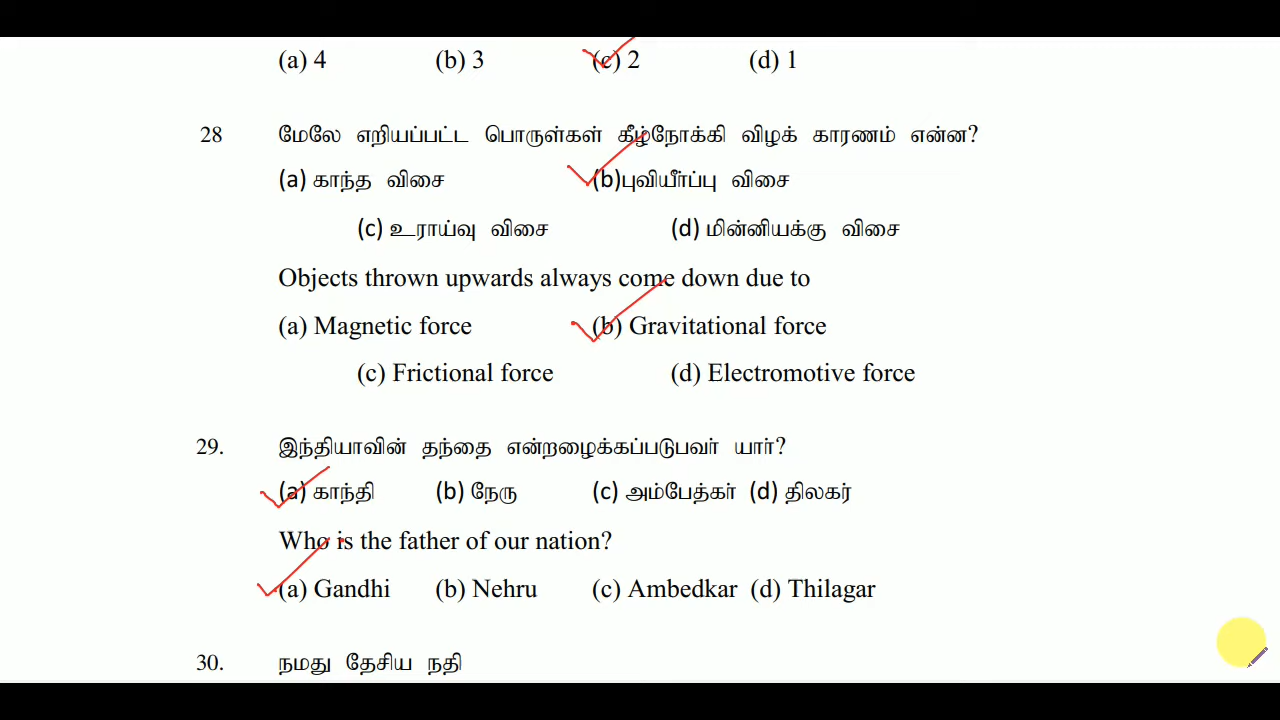 (a) 4 (b) 3 (c) 2 (d) 1
28 மேலே எறியப்பட்ட பொருள்கள் கீழ்நோக்கி விழக் காரணம் என்ன?
(a) காந்த விசை (b)புவியீர்ப்பு விசை
(c) உராய்வு விசை (d) மின்னியக்கு விசை
Objects thrown upwards always come down due to
(a) Magnetic force (b) Gravitational force
(c) Frictional force (d) Electromotive force
29. இந்தியாவின் தந்தை என்றழைக்கப்படுபவர் யார்?
(a) காந்தி (b) நேரு (c) அம்பேத்கர் (d) திலகர்
Who is the father of our nation?
(a) Gandhi (b) Nehru (c) Ambedkar (d) Thilagar
30. நமது தேசிய நதி